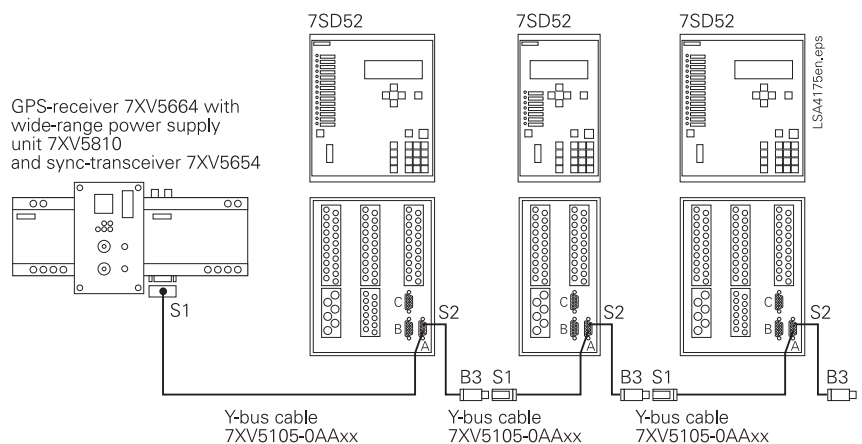 7SD52
7SD52
7SD52
LSA4175en.eps
GPS-receiver 7XV5664 with
wide-range power supply
unit 7XV5810
and sync-transceiver 7XV5654
S1
C
B
A
S2
C
B
A
S2
C
B
A
S2
B3
S1
B3
S1
B3
Y-bus cable
7XV5105-0AAxx
Y-bus cable
7XV5105-0AAxx
Y-bus cable
7XV5105-0AAxx